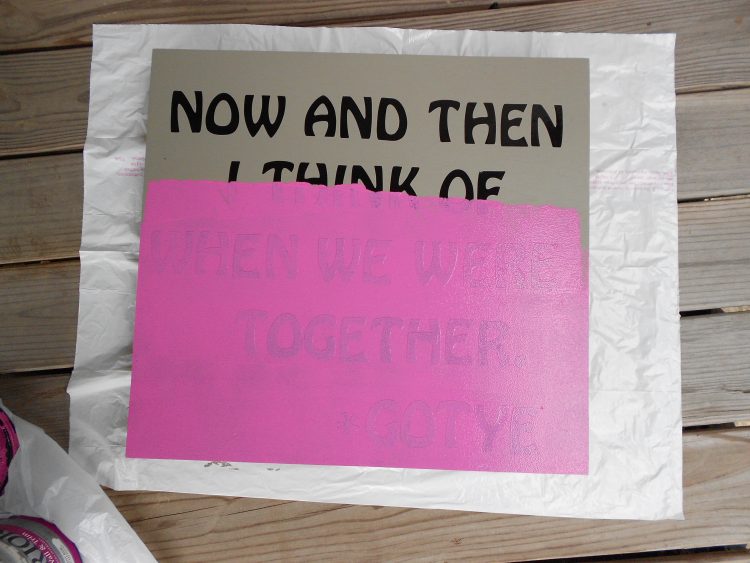 NOW AND THEN
I THINK OF
WHEN WE WERE
TOGETHER.
*GOTYE